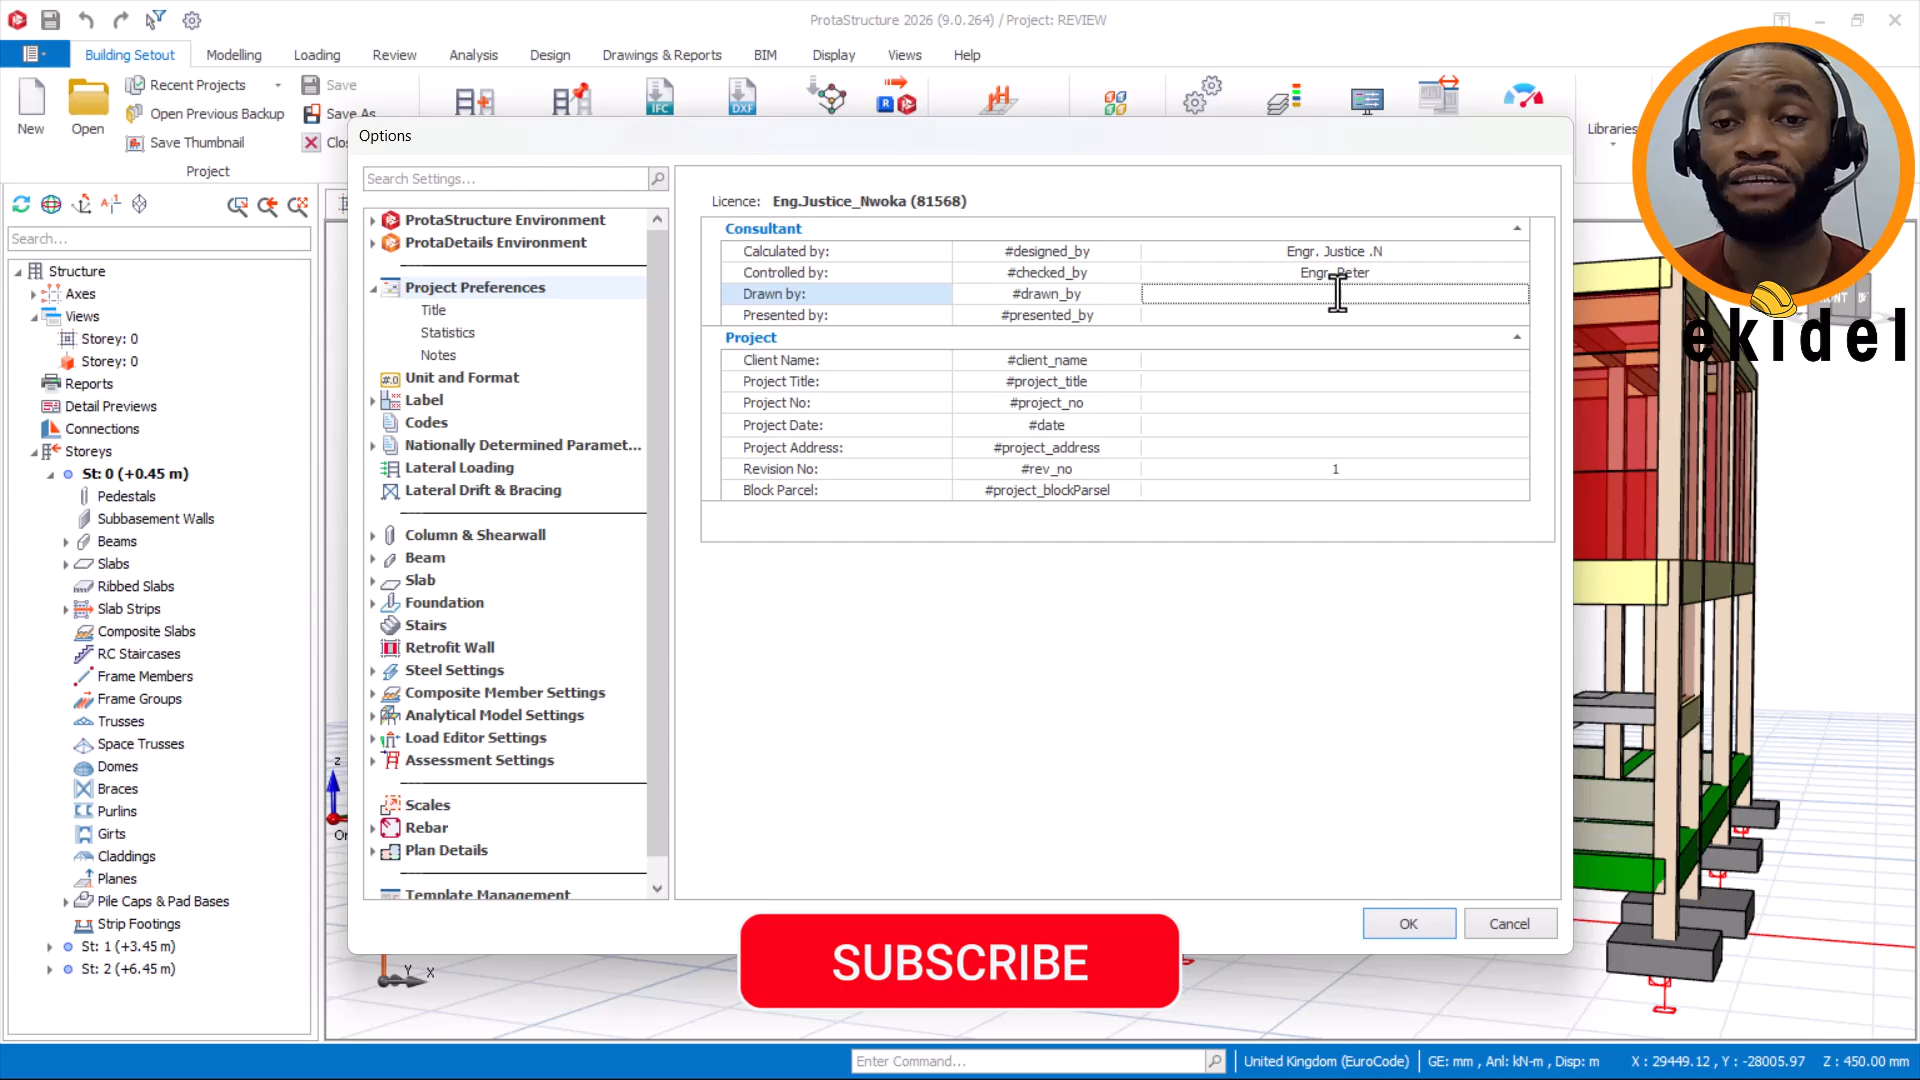 ProtaStructure 2026 (9.0.264) / Project: REVIEW
Building Setout
Modelling
Loading
Review
Analysis
Design
Drawings & Reports
BIM
Display
Views
Help
New
Open
Recent Projects
Open Previous Backup
Save Thumbnail
Save
Save As
Clo
Project
IFC
DXF
R
Libraries
Options
Search Settings...
ProtaStructure Environment
ProtaDetails Environment
Project Preferences
Title
Statistics
Notes
Unit and Format
Label
Codes
Nationally Determined Paramet...
Lateral Loading
Lateral Drift & Bracing
Column & Shearwall
Beam
Slab
Foundation
Stairs
Retrofit Wall
Steel Settings
Composite Member Settings
Analytical Model Settings
Load Editor Settings
Assessment Settings
Scales
Rebar
Plan Details
Template Management
Licence: Eng.Justice_Nwoka (81568)
Consultant
Calculated by: #designed_by Engr. Justice .N
Controlled by: #checked_by Engr. Peter
Drawn by: #drawn_by
Presented by: #presented_by
Project
Client Name: #client_name
Project Title: #project_title
Project No: #project_no
Project Date: #date
Project Address: #project_address
Revision No: #rev_no 1
Block Parcel: #project_blockParsel
OK
Cancel
Search...
Structure
Axes
Views
Storey: 0
Storey: 0
Reports
Detail Previews
Connections
Storeys
St: 0 (+0.45 m)
Pedestals
Subbasement Walls
Beams
Slabs
Ribbed Slabs
Slab Strips
Composite Slabs
RC Staircases
Frame Members
Frame Groups
Trusses
Space Trusses
Domes
Braces
Purlins
Girts
Claddings
Planes
Pile Caps & Pad Bases
Strip Footings
St: 1 (+3.45 m)
St: 2 (+6.45 m)
Z
Or
Y X
ekidel
SUBSCRIBE
Enter Command...
United Kingdom (EuroCode)
GE: mm , Anl: kN-m , Disp: m
X : 29449.12 , Y : -28005.97 Z : 450.00 mm